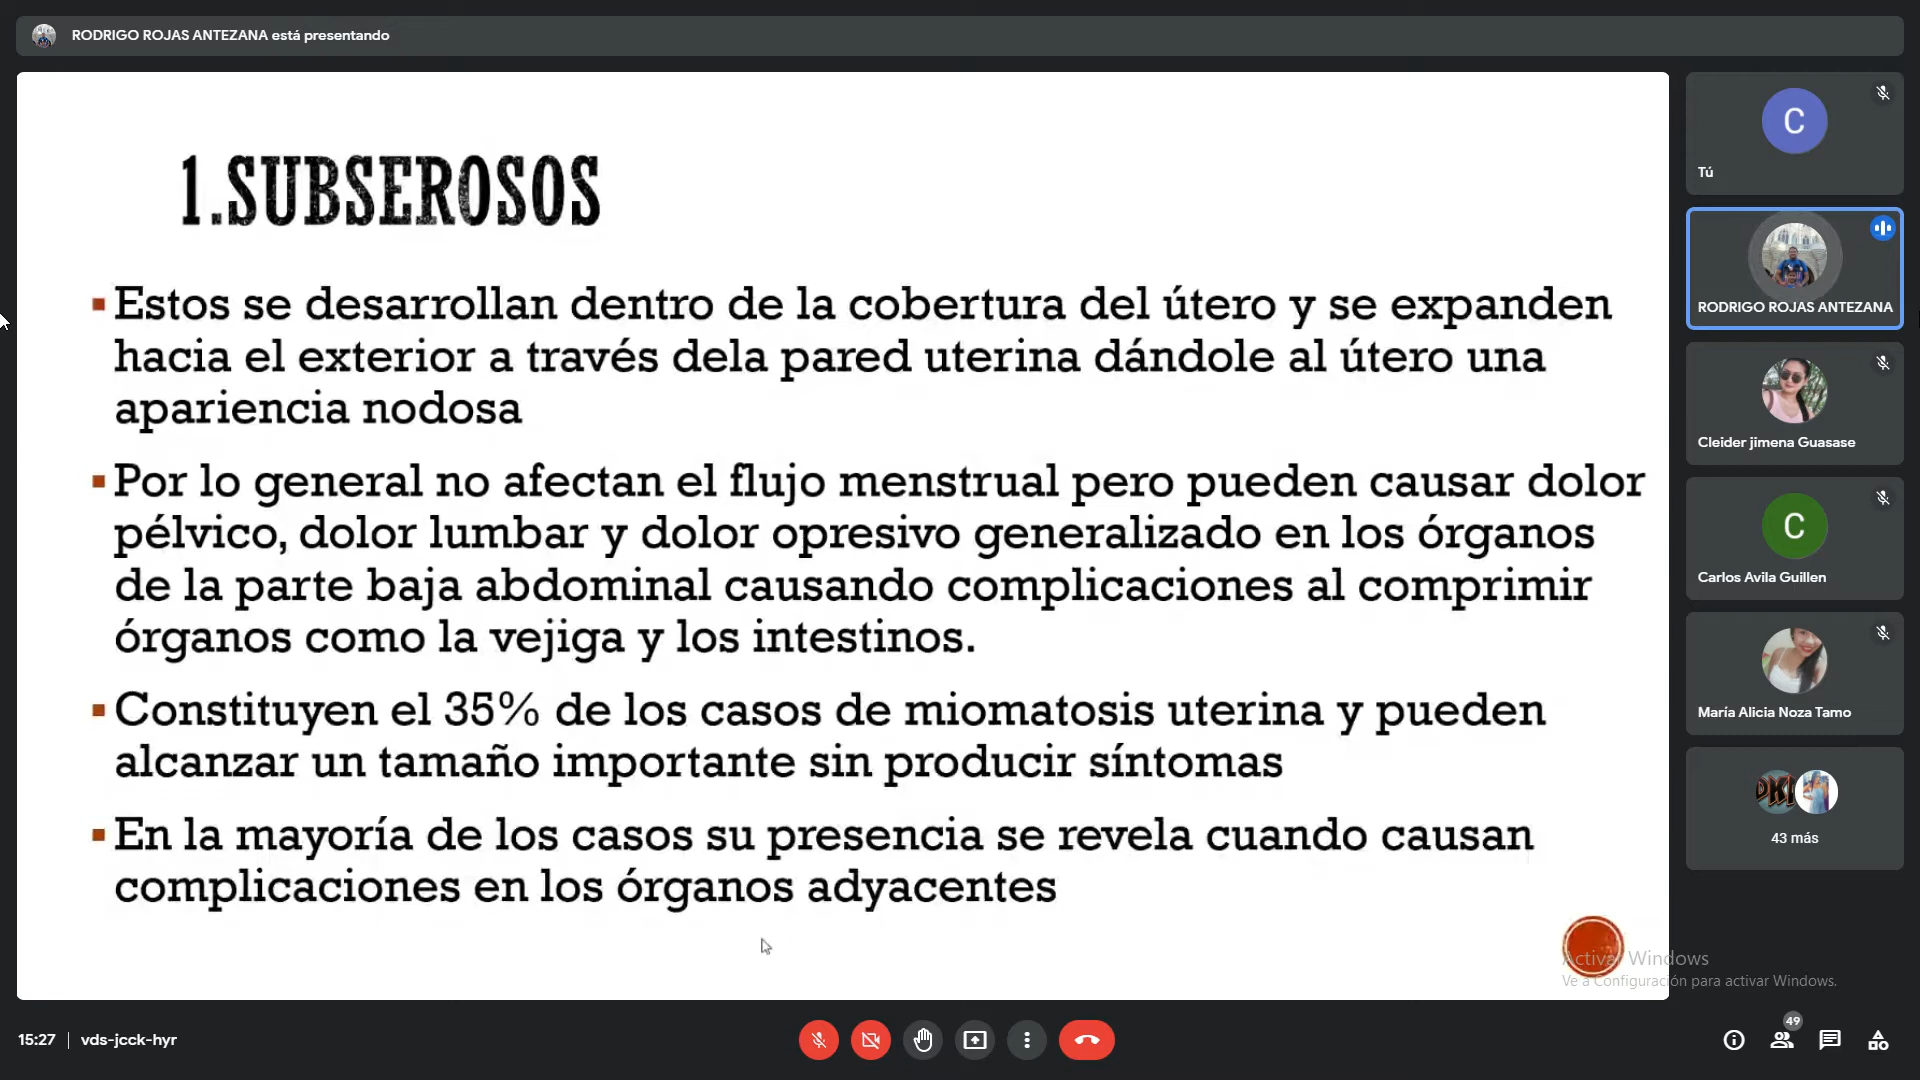 RODRIGO ROJAS ANTEZANA está presentando
1.SUBSEROSOS
Estos se desarrollan dentro de la cobertura del útero y se expanden
hacia el exterior a través dela pared uterina dándole al útero una
apariencia nodosa
Por lo general no afectan el flujo menstrual pero pueden causar dolor
pélvico, dolor lumbar y dolor opresivo generalizado en los órganos
de la parte baja abdominal causando complicaciones al comprimir
órganos como la vejiga y los intestinos.
Constituyen el 35% de los casos de miomatosis uterina y pueden
alcanzar un tamaño importante sin producir síntomas
En la mayoría de los casos su presencia se revela cuando causan
complicaciones en los órganos adyacentes
C
Tú
RODRIGO ROJAS ANTEZANA
Cleider jimena Guasase
C
Carlos Avila Guillen
María Alicia Noza Tamo
43 más
Activar Windows
Ve a Configuración para activar Windows.
15:27 | vds-jcck-hyr
49